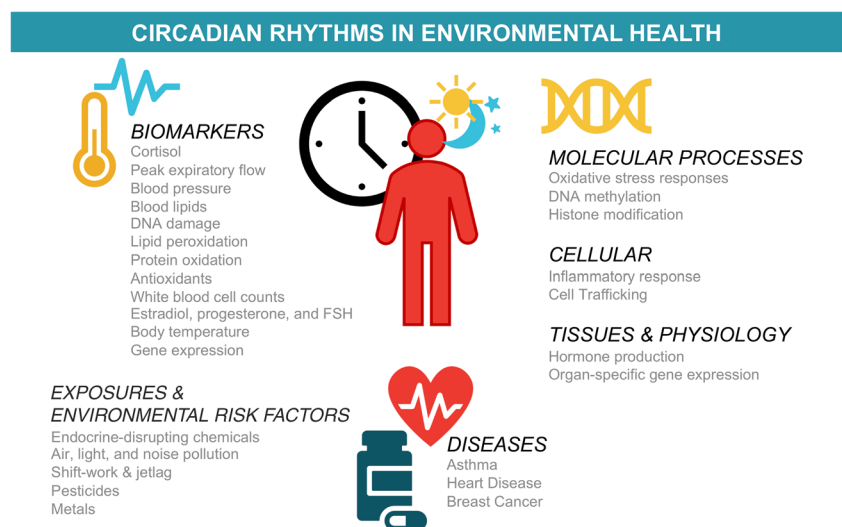 CIRCADIAN RHYTHMS IN ENVIRONMENTAL HEALTH
BIOMARKERS
Cortisol
Peak expiratory flow
Blood pressure
Blood lipids
DNA damage
Lipid peroxidation
Protein oxidation
Antioxidants
White blood cell counts
Estradiol, progesterone, and FSH
Body temperature
Gene expression
MOLECULAR PROCESSES
Oxidative stress responses
DNA methylation
Histone modification
CELLULAR
Inflammatory response
Cell Trafficking
TISSUES & PHYSIOLOGY
Hormone production
Organ-specific gene expression
EXPOSURES &
ENVIRONMENTAL RISK FACTORS
Endocrine-disrupting chemicals
Air, light, and noise pollution
Shift-work & jetlag
Pesticides
Metals
DISEASES
Asthma
Heart Disease
Breast Cancer